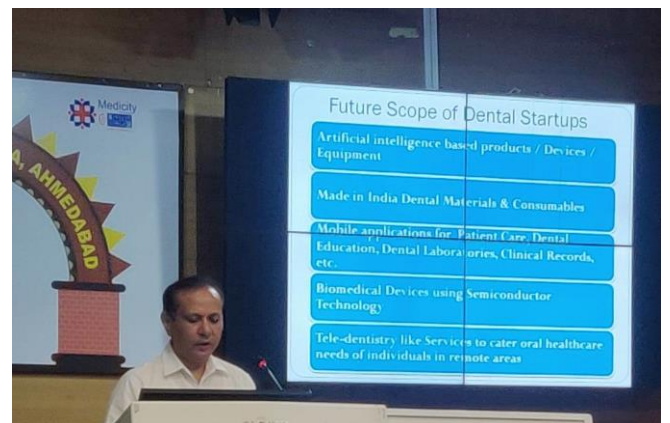 Medicity
A, AHMEDABAD
Future Scope of Dental Startups
Artificial intelligence based products / Devices /
Equipment
Made in India Dental Materials & Consumables
Mobile applications for Patient Care, Dental
Education, Dental Laboratories, Clinical Records,
etc.
Biomedical Devices using Semiconductor
Technology
Tele-dentistry like Services to cater oral healthcare
needs of individuals in remote areas